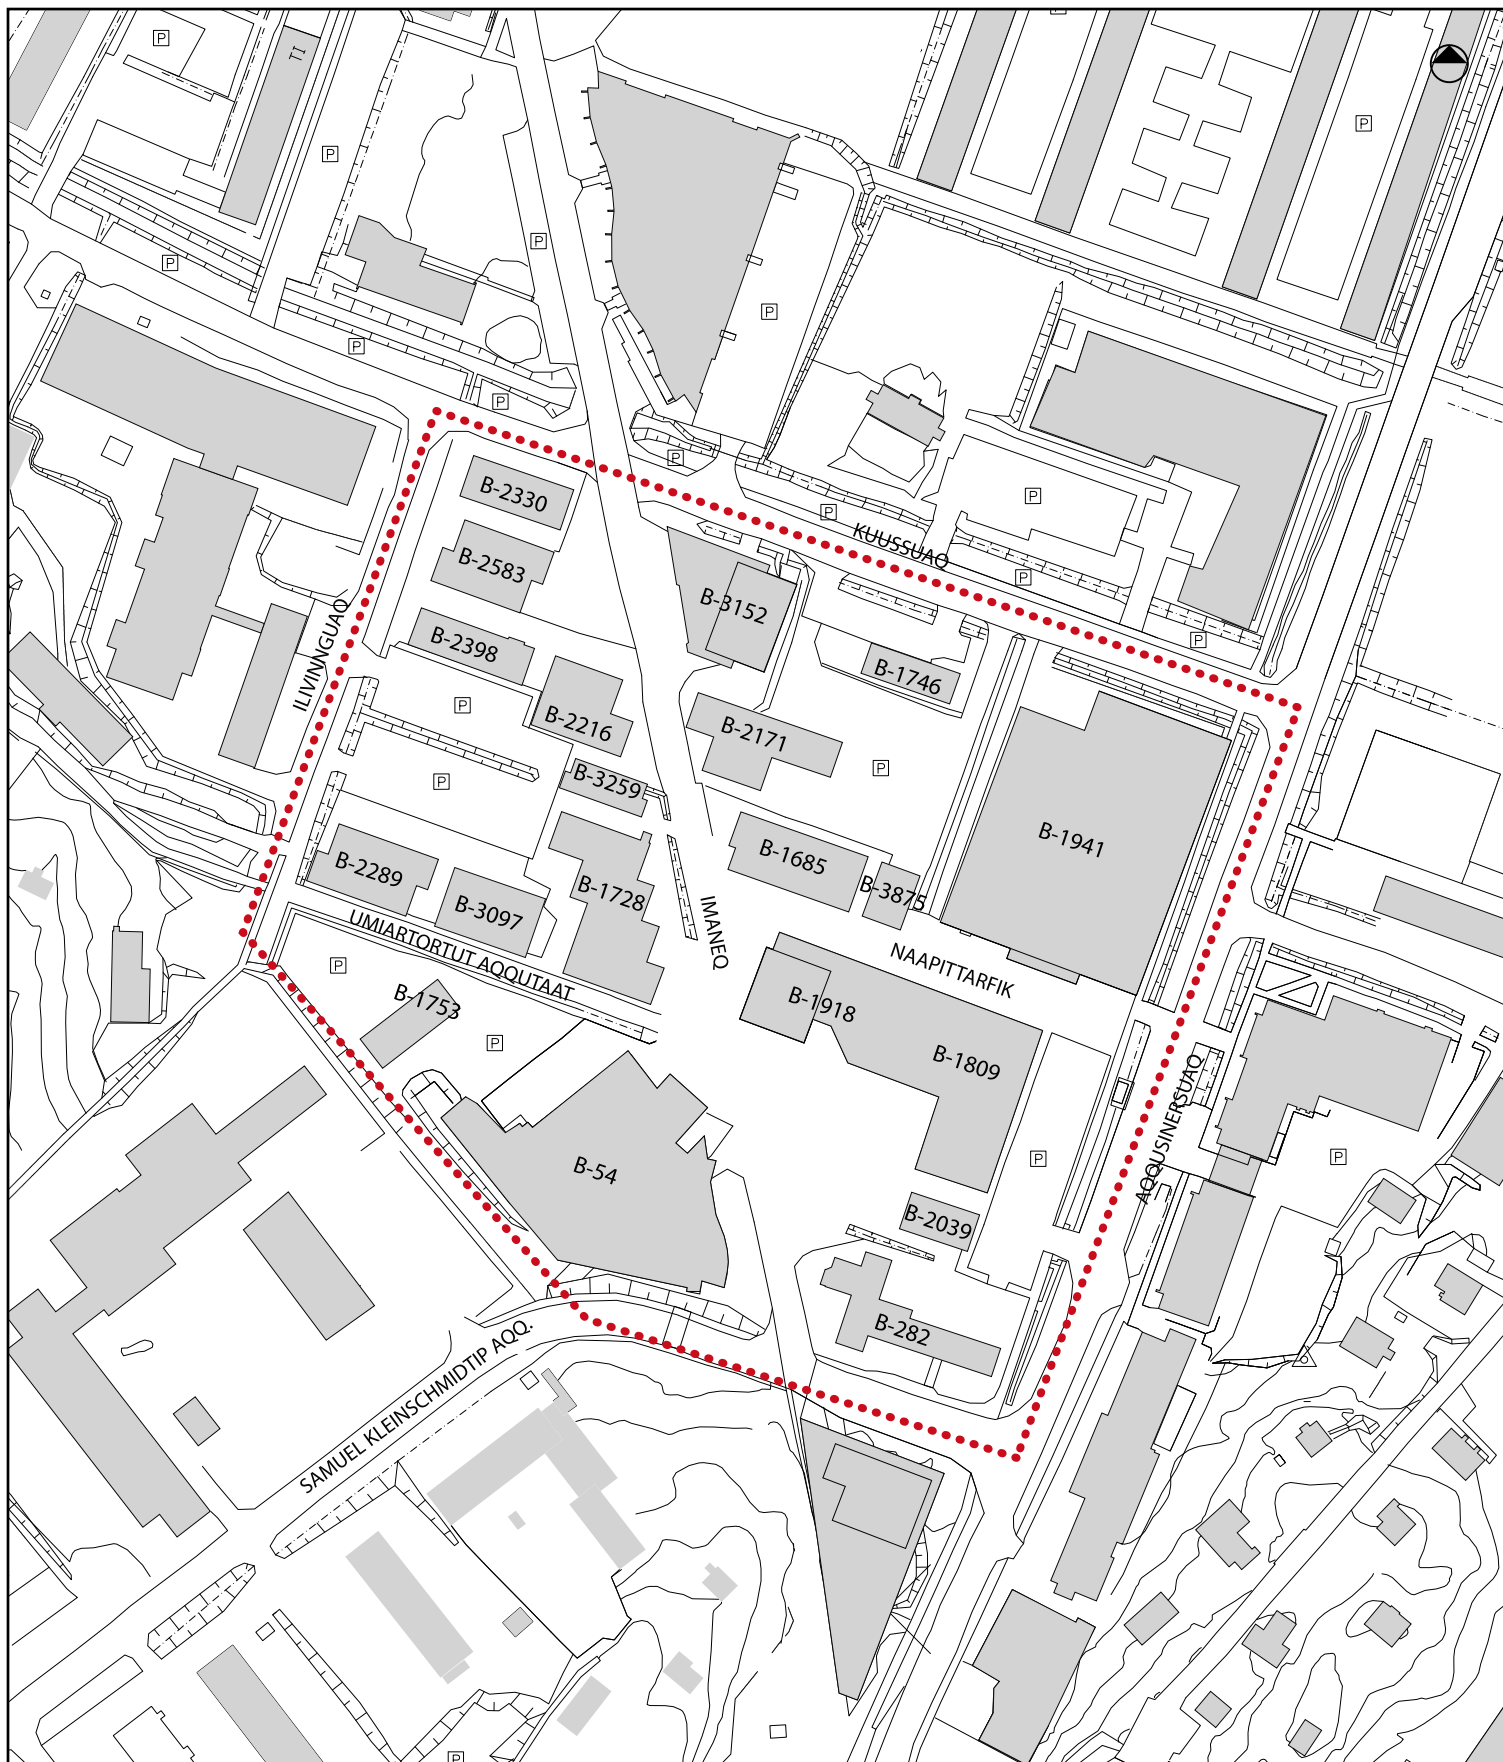 P
T1
P
P
P
P
P
P
P
P
P
P
P
P
P
P
B-2330
KUUSSUAQ
B-2583
B-3152
ILIVINNGUAQ
B-2398
B-1746
P
B-2216
B-2171
P
P
B-3259
B-1941
B-2289
B-1685
B-1728
B-3875
B-3097
UMIARTORTUT AQQUTAAT
IMANEQ
NAAPITTARFIK
P
B-1753
B-1918
P
B-1809
AQQUSINERSUAQ
P
P
B-54
B-2039
B-282
SAMUEL KLEINSCHMIDTIP AQQ.
P